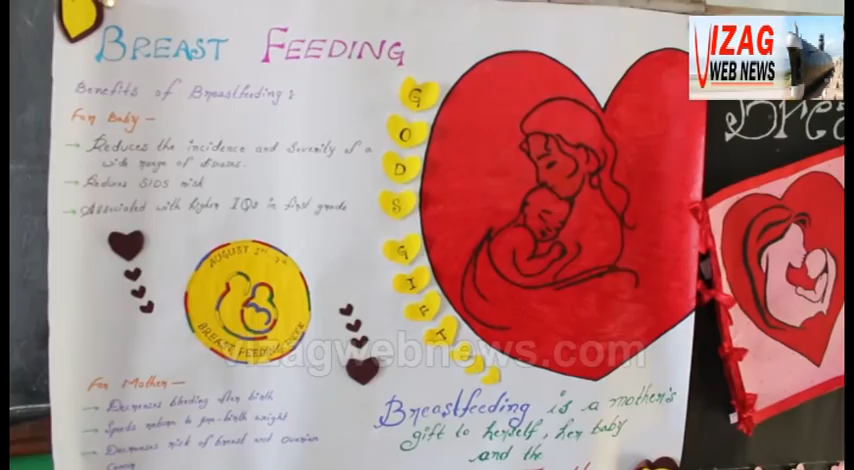 BREAST FEEDING
Benefits of Breastfeeding :
For Baby —
→ Reduces the incidence and severity of a
wide range of diseases.
→ Reduces SIDS risk
→ Associated with higher IQs in first grade
AUGUST 1ST-7TH
BREAST FEEDING WEEK
For Mother —
→ Decreases bleeding after birth
→ Speeds return to pre-birth weight
→ Decreases risk of breast and ovarian
GODS GIFT
Breastfeeding is a mother's
gift to herself, her baby
and the
VIZAG
WEB NEWS
Brea
vizagwebnews.com